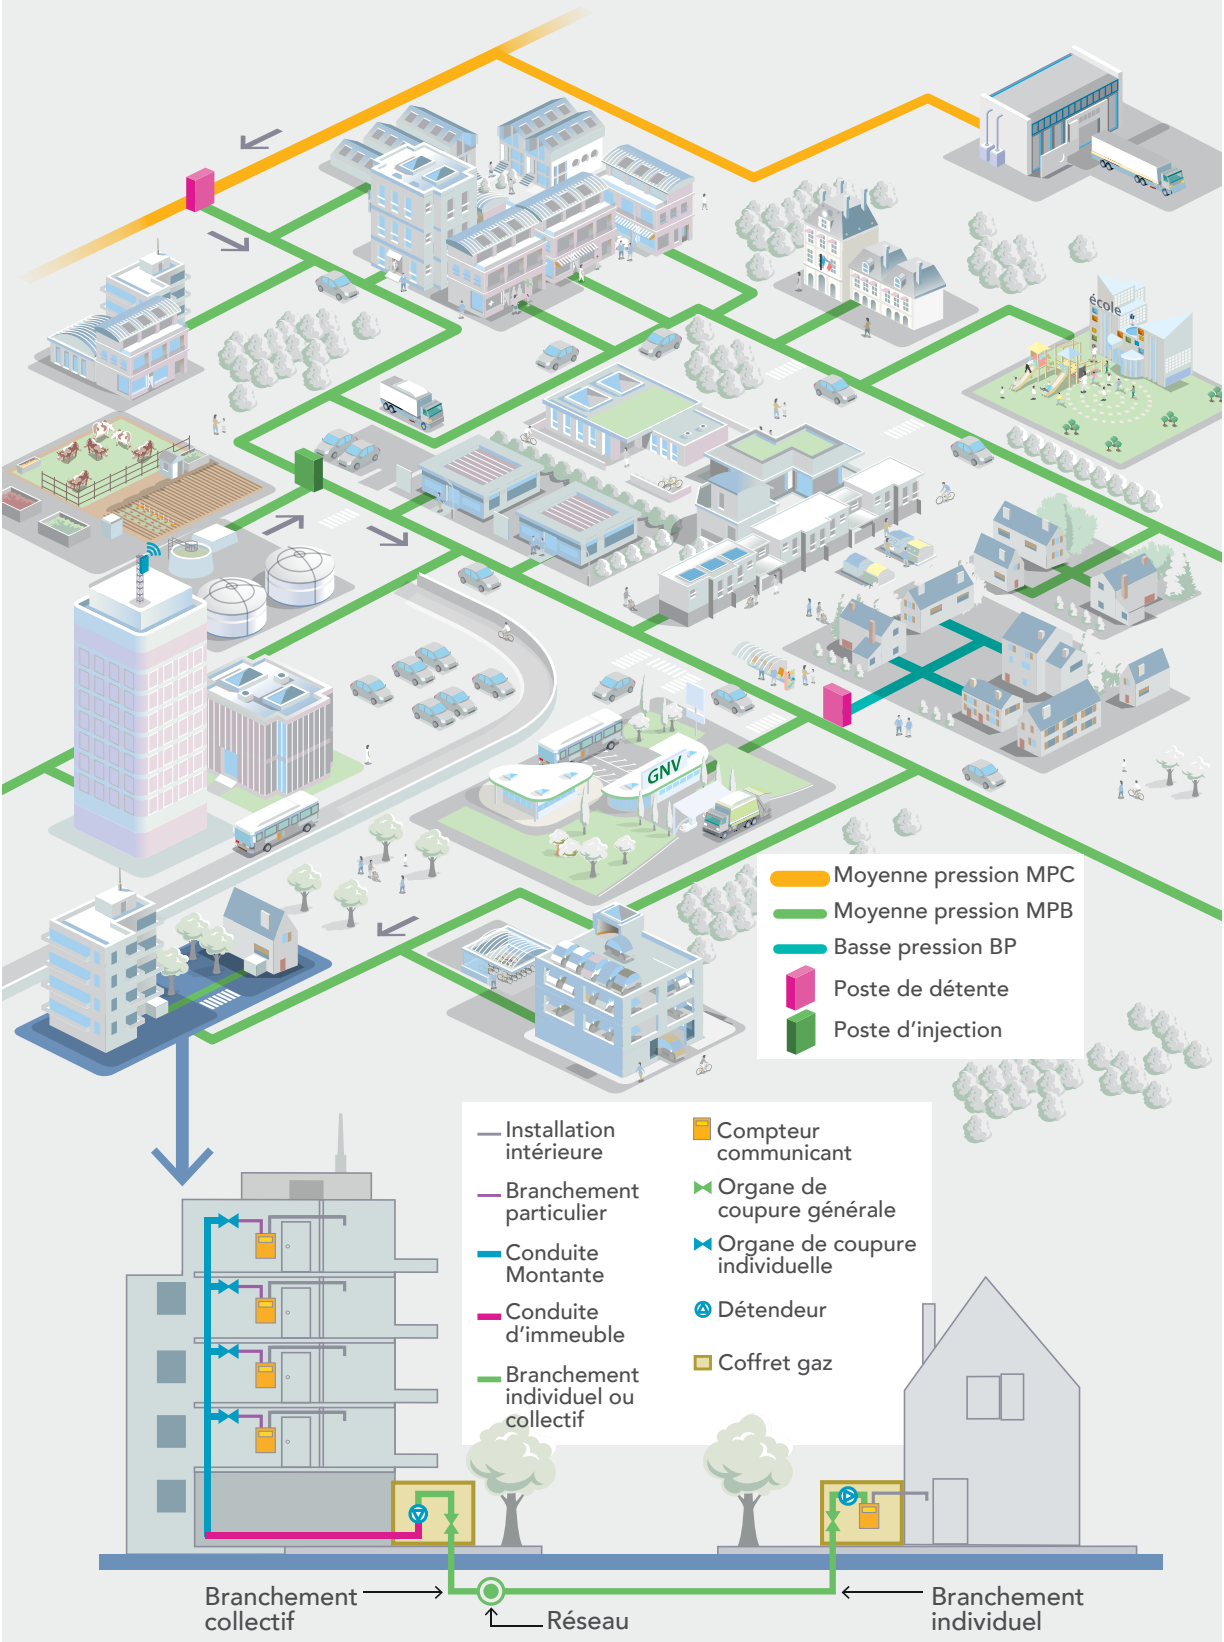 école
GNV
Moyenne pression MPC
Moyenne pression MPB
Basse pression BP
Poste de détente
Poste d'injection
Installation
intérieure
Branchement
particulier
Conduite
Montante
Conduite
d'immeuble
Branchement
individuel ou
collectif
Compteur
communicant
Organe de
coupure générale
Organe de coupure
individuelle
Détendeur
Coffret gaz
Branchement
collectif
Réseau
Branchement
individuel